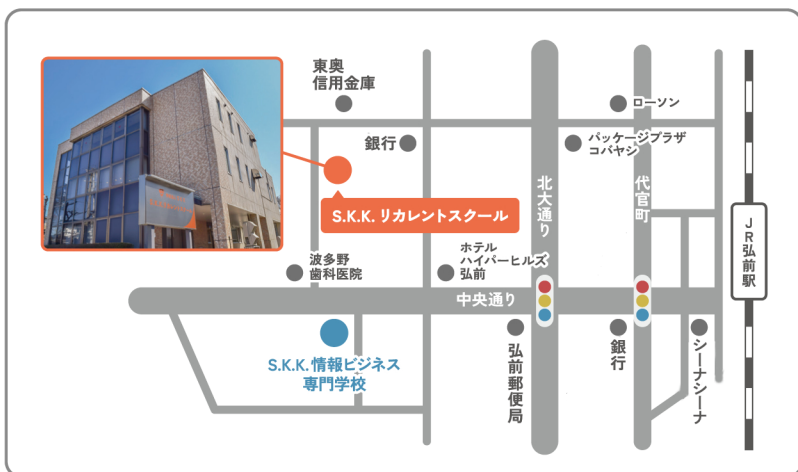 東奥
信用金庫
ローソン
銀行
パッケージプラザ
コバヤシ
S.K.K. リカレントスクール
北大通り
代官町
JR弘前駅
波多野
歯科医院
ホテル
ハイパーヒルズ
弘前
中央通り
S.K.K. 情報ビジネス
専門学校
弘前郵便局
銀行
シーナシーナ